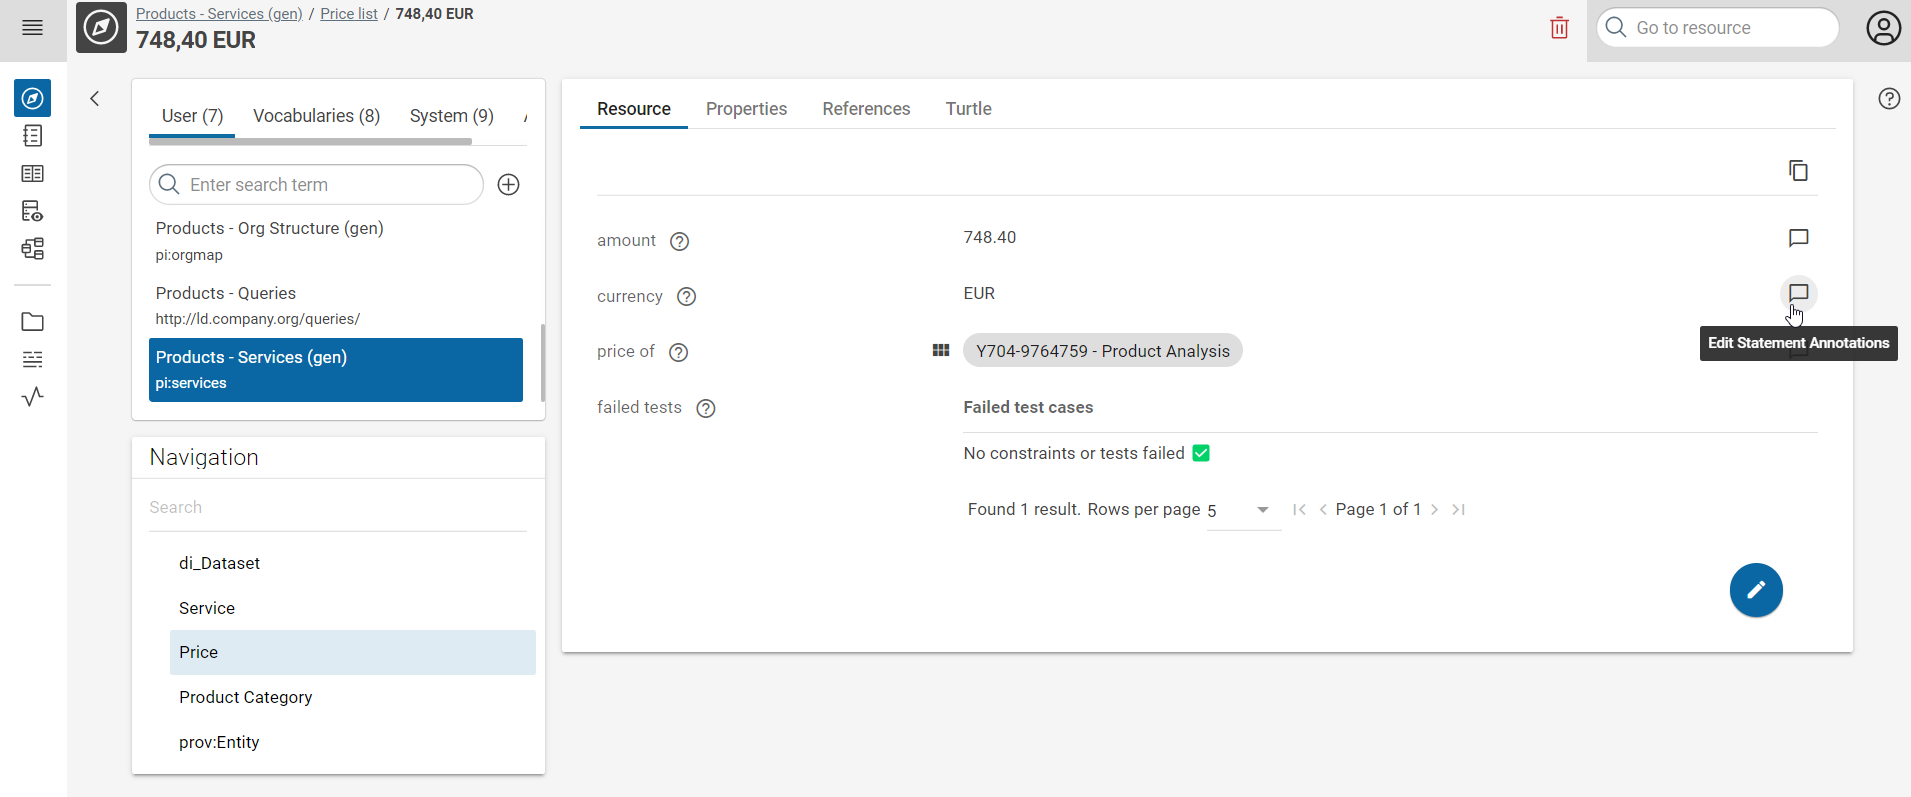 Products - Services (gen) / Price list / 748,40 EUR
748,40 EUR
Go to resource
User (7) Vocabularies (8) System (9)
Enter search term
Products - Org Structure (gen)
pi:orgmap
Products - Queries
http://ld.company.org/queries/
Products - Services (gen)
pi:services
Navigation
Search
di_Dataset
Service
Price
Product Category
prov:Entity
Resource Properties References Turtle
amount 748.40
currency EUR
Edit Statement Annotations
price of Y704-9764759 - Product Analysis
failed tests Failed test cases
No constraints or tests failed
Found 1 result. Rows per page 5 Page 1 of 1